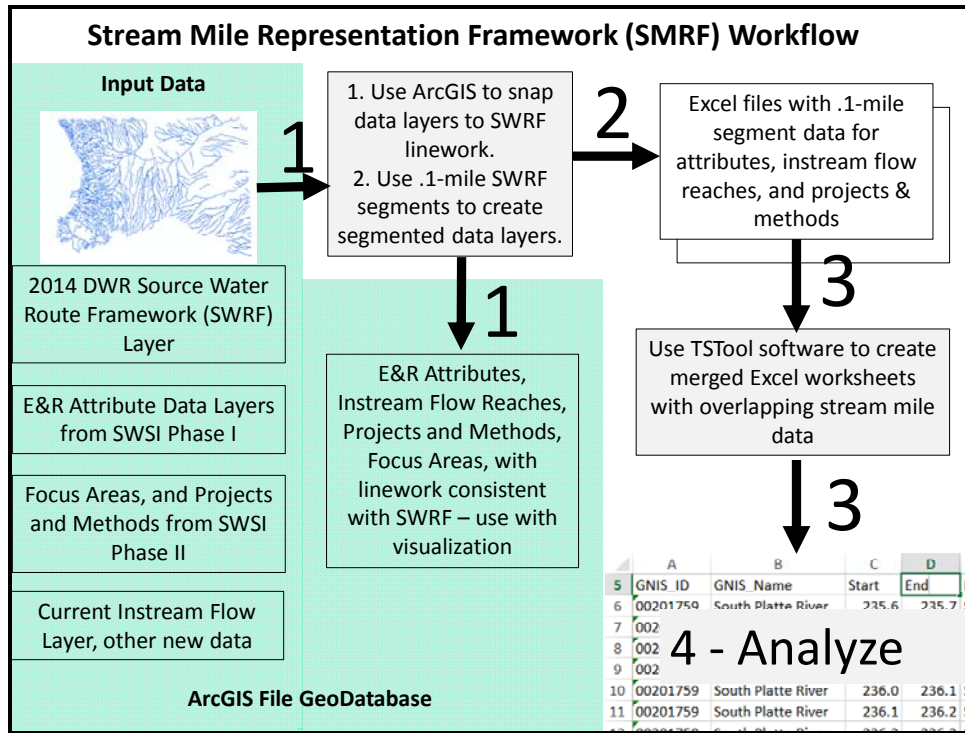 Stream Mile Representation Framework (SMRF) Workflow
Input Data
2014 DWR Source Water
Route Framework (SWRF)
Layer
E&R Attribute Data Layers
from SWSI Phase I
Focus Areas, and Projects
and Methods from SWSI
Phase II
Current Instream Flow
Layer, other new data
ArcGIS File GeoDatabase
1
1. Use ArcGIS to snap
data layers to SWRF
linework.
2. Use .1-mile SWRF
segments to create
segmented data layers.
1
E&R Attributes,
Instream Flow Reaches,
Projects and Methods,
Focus Areas, with
linework consistent
with SWRF – use with
visualization
2
Excel files with .1-mile
segment data for
attributes, instream flow
reaches, and projects &
methods
3
Use TSTool software to create
merged Excel worksheets
with overlapping stream mile
data
3
A B C D
5 GNIS_ID GNIS_Name Start End
6 00201759 South Platte River 235.6 235.7
7 002
8 002
9 002
4 - Analyze
10 00201759 South Platte River 236.0 236.1
11 00201759 South Platte River 236.1 236.2